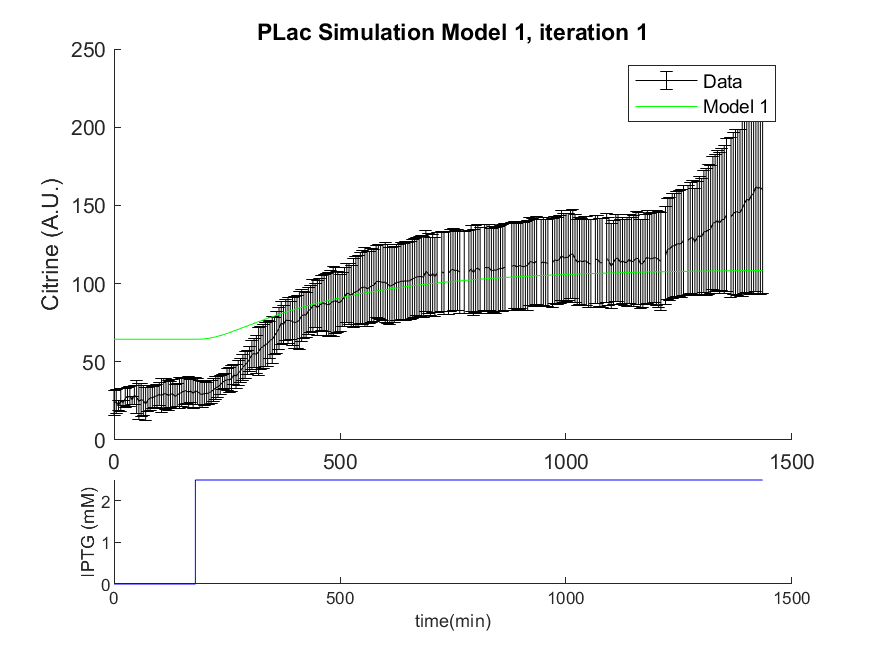 PLac Simulation Model 1, iteration 1
250
200
150
100
50
0
Citrine (A.U.)
Data
Model 1
0 500 1000 1500
2
1
0
IPTG (mM)
0 500 1000 1500
time(min)